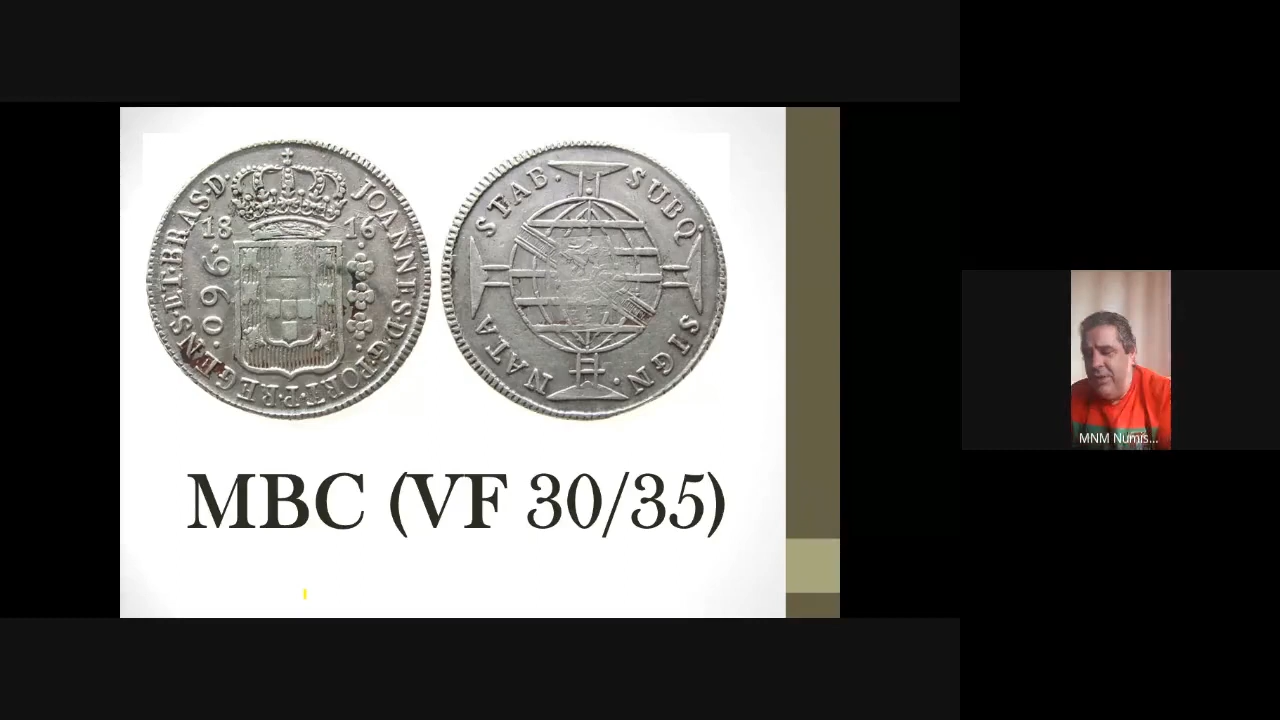 JOANNES·D·G·PORT·P·REGENS·ET·BRAS·D·
18 16
960
STAB· SUBQ· SIGN· NATA
MBC (VF 30/35)
MNM Numis...